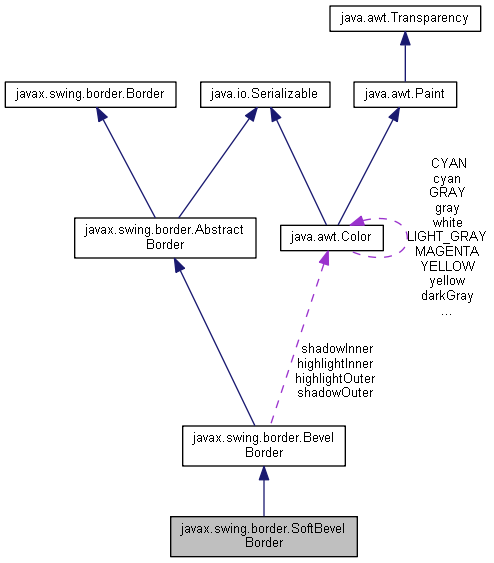 java.awt.Transparency
javax.swing.border.Border
java.io.Serializable
java.awt.Paint
javax.swing.border.Abstract
Border
java.awt.Color
CYAN
cyan
GRAY
gray
white
LIGHT_GRAY
MAGENTA
YELLOW
yellow
darkGray
...
shadowInner
highlightInner
highlightOuter
shadowOuter
javax.swing.border.Bevel
Border
javax.swing.border.SoftBevel
Border